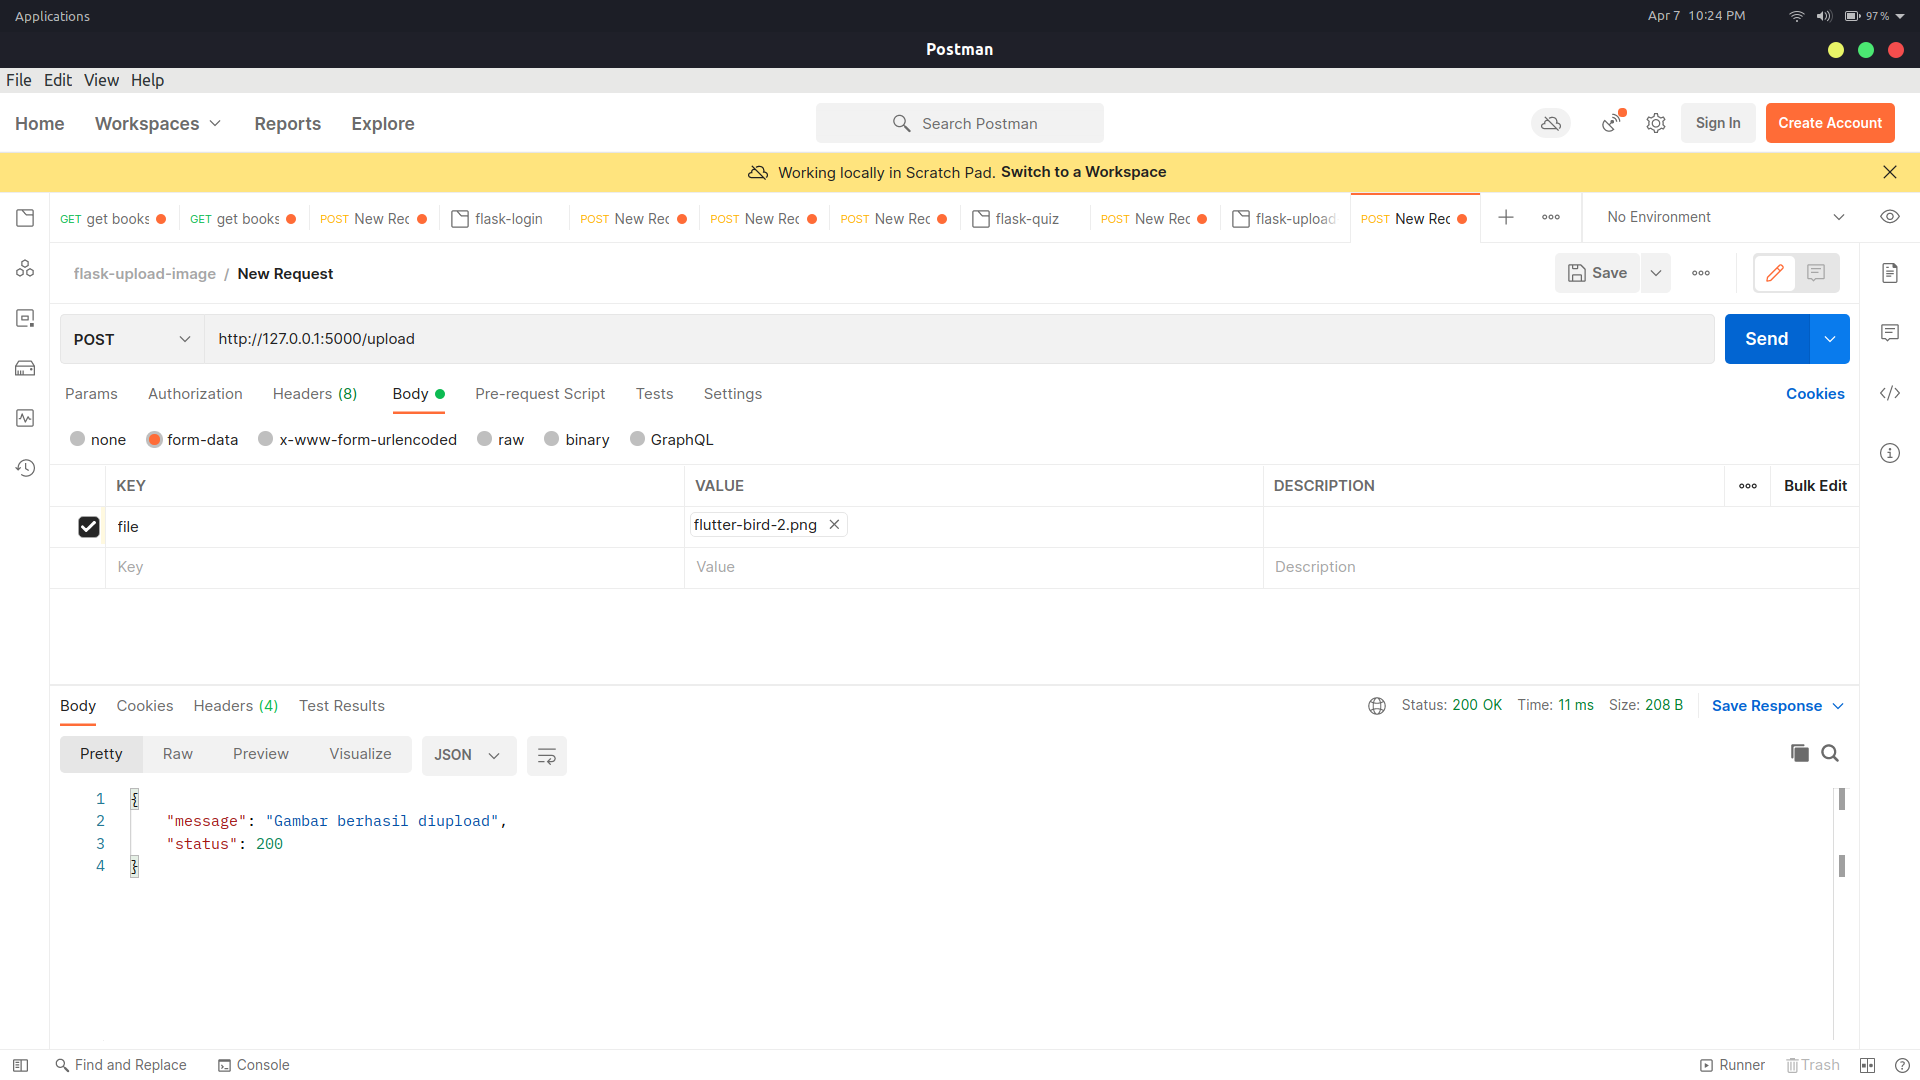 Applications
Apr 7 10:24 PM
97 %
Postman
File Edit View Help
Home Workspaces Reports Explore
Search Postman
Sign In
Create Account
Working locally in Scratch Pad. Switch to a Workspace
GET get books
GET get books
POST New Rec
flask-login
POST New Rec
POST New Rec
POST New Rec
flask-quiz
POST New Rec
flask-upload
POST New Rec
No Environment
flask-upload-image / New Request
Save
POST
http://127.0.0.1:5000/upload
Send
Params Authorization Headers (8) Body Pre-request Script Tests Settings
Cookies
none form-data x-www-form-urlencoded raw binary GraphQL
KEY VALUE DESCRIPTION Bulk Edit
file flutter-bird-2.png
Key Value Description
Body Cookies Headers (4) Test Results
Status: 200 OK Time: 11 ms Size: 208 B Save Response
Pretty Raw Preview Visualize JSON
1 {
2 "message": "Gambar berhasil diupload",
3 "status": 200
4 }
Find and Replace Console
Runner Trash